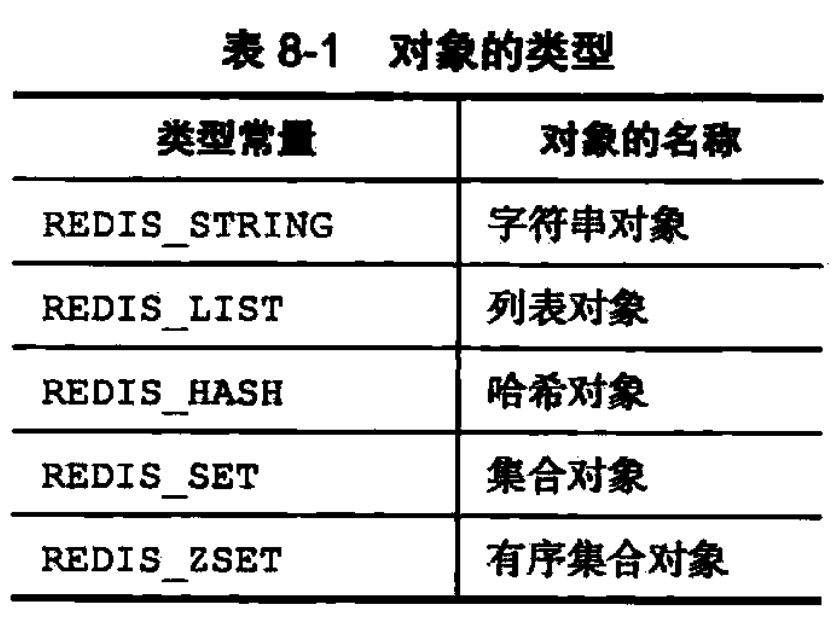 表 8-1 对象的类型
类型常量 对象的名称
REDIS_STRING 字符串对象
REDIS_LIST 列表对象
REDIS_HASH 哈希对象
REDIS_SET 集合对象
REDIS_ZSET 有序集合对象